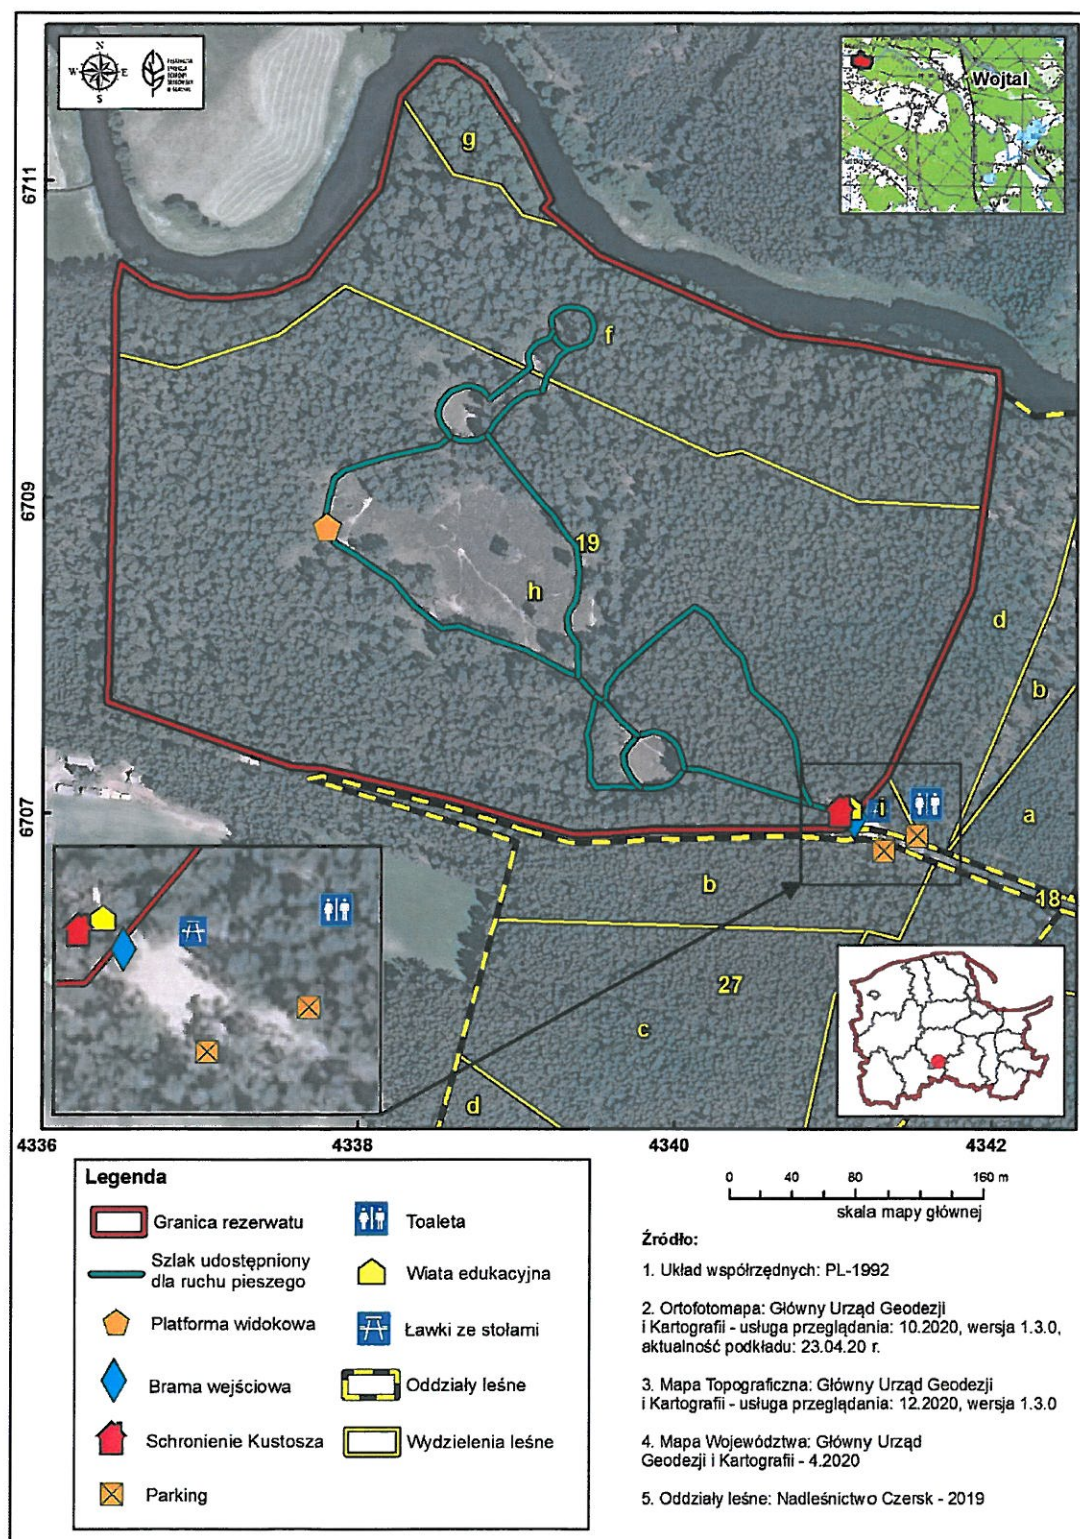 N
W E
S
REGIONALNA
DYREKCJA
OCHRONY
ŚRODOWISKA
W GDAŃSKU
Wojtal
g
6711
f
6709
19
h
d
b
6707
i
a
b
18
27
c
d
4336
4338
4340
4342
Legenda
Granica rezerwatu
Szlak udostępniony
dla ruchu pieszego
Platforma widokowa
Brama wejściowa
Schronienie Kustosza
Parking
Toaleta
Wiata edukacyjna
Ławki ze stołami
Oddziały leśne
Wydzielenia leśne
0 40 80 160 m
skala mapy głównej
Źródło:
1. Układ współrzędnych: PL-1992
2. Ortofotomapa: Główny Urząd Geodezji
i Kartografii - usługa przeglądania: 10.2020, wersja 1.3.0,
aktualność podkładu: 23.04.20 r.
3. Mapa Topograficzna: Główny Urząd Geodezji
i Kartografii - usługa przeglądania: 12.2020, wersja 1.3.0
4. Mapa Województwa: Główny Urząd
Geodezji i Kartografii - 4.2020
5. Oddziały leśne: Nadleśnictwo Czersk - 2019